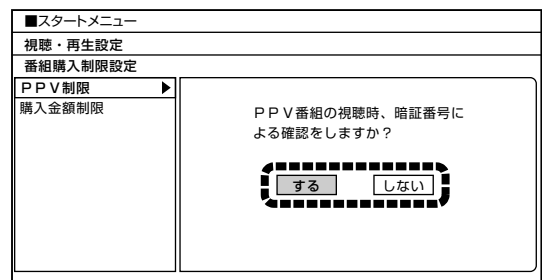 ■スタートメニュー
視聴・再生設定
番組購入制限設定
ＰＰＶ制限 ▶
購入金額制限
ＰＰＶ番組の視聴時、暗証番号に
よる確認をしますか？
する しない